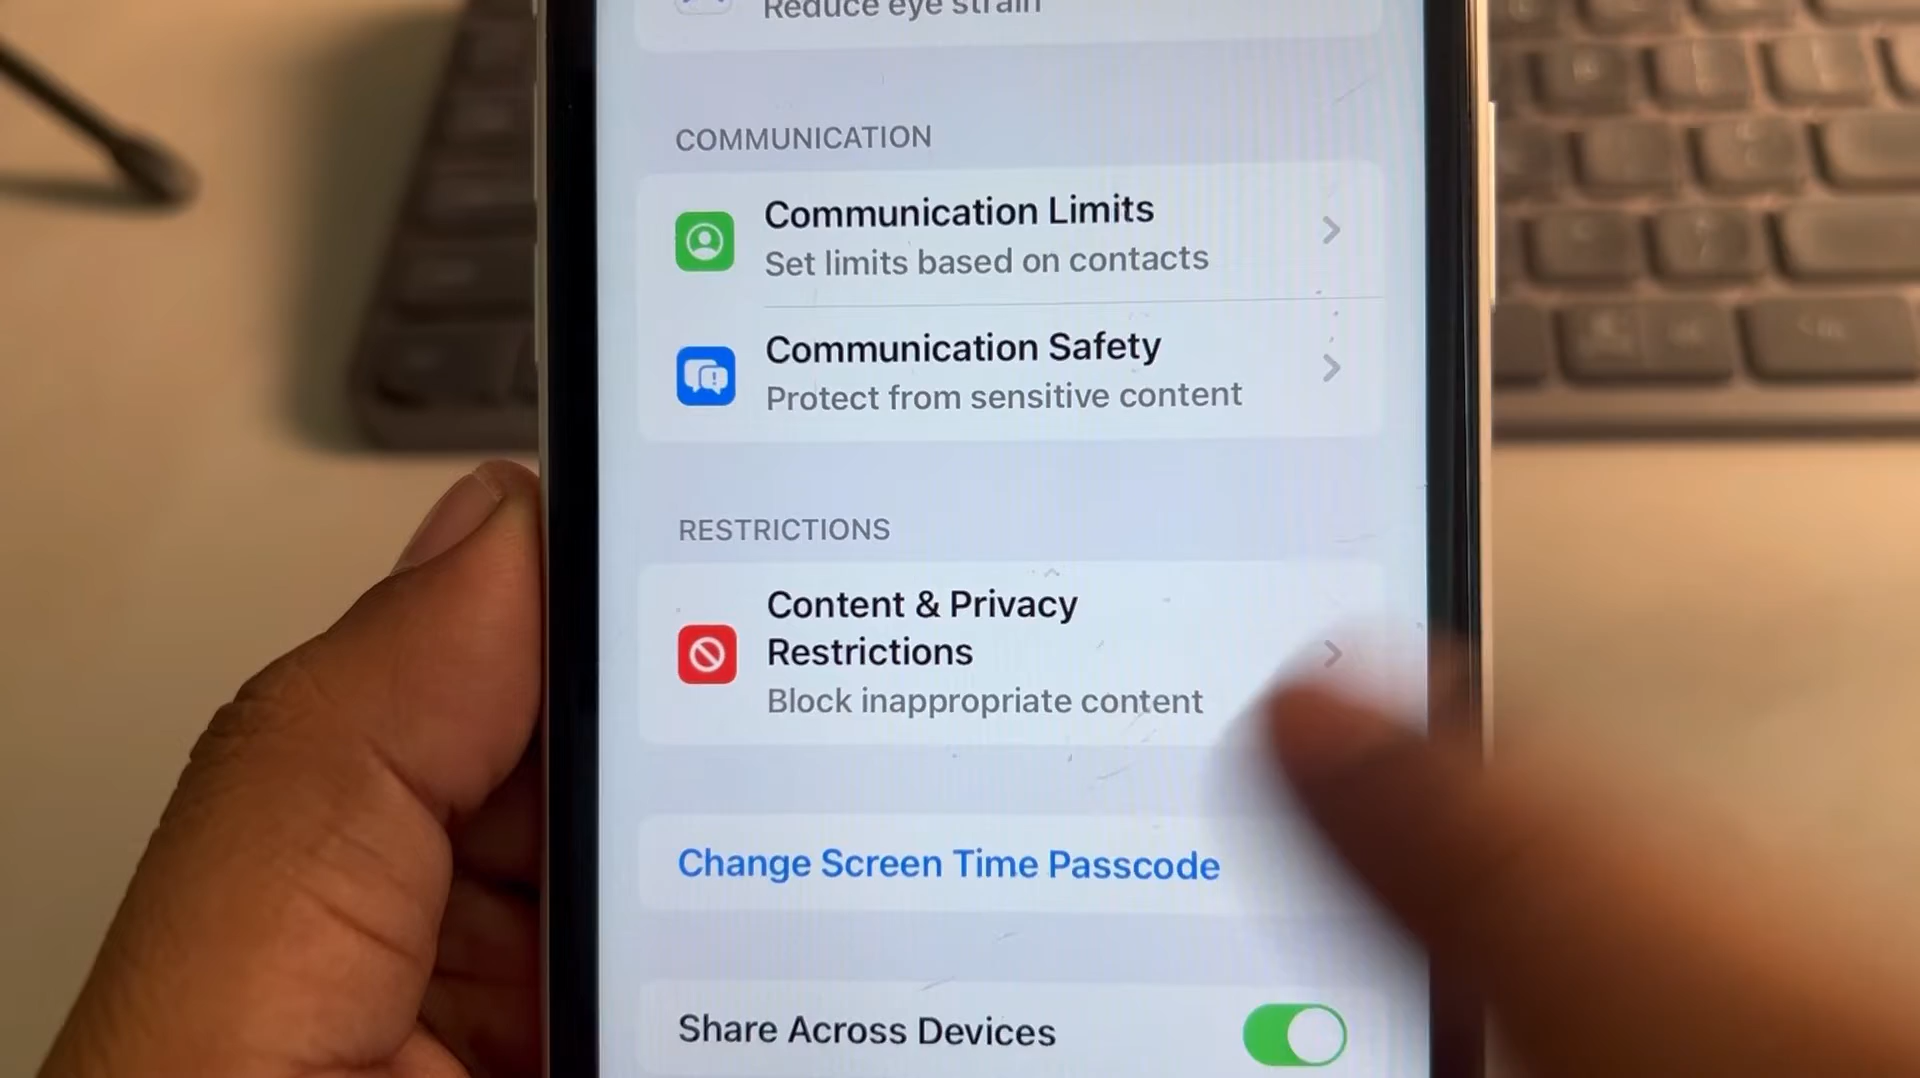 Reduce eye strain
COMMUNICATION
Communication Limits
Set limits based on contacts
Communication Safety
Protect from sensitive content
RESTRICTIONS
Content & Privacy
Restrictions
Block inappropriate content
Change Screen Time Passcode
Share Across Devices